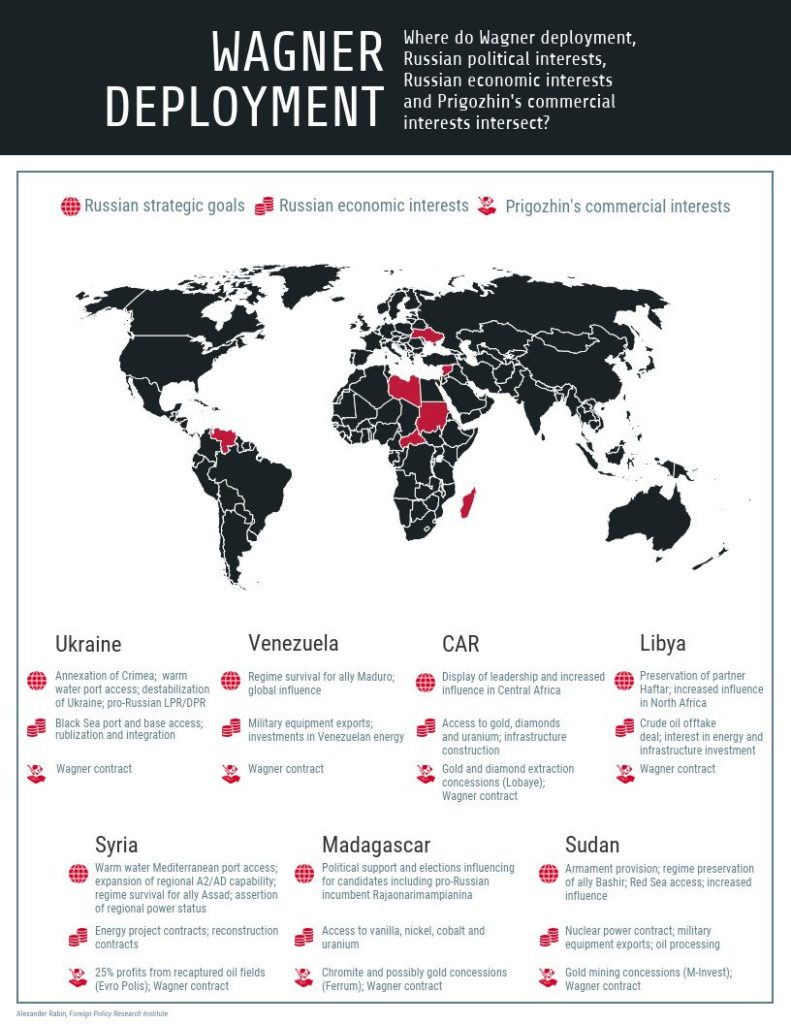 WAGNER
DEPLOYMENT
Where do Wagner deployment,
Russian political interests,
Russian economic interests
and Prigozhin's commercial
interests intersect?
Russian strategic goals
Russian economic interests
Prigozhin's commercial interests
Ukraine
Annexation of Crimea; warm
water port access; destabilization
of Ukraine; pro-Russian LPR/DPR
Black Sea port and base access;
rublization and integration
Wagner contract
Venezuela
Regime survival for ally Maduro;
global influence
Military equipment exports;
investments in Venezuelan energy
Wagner contract
CAR
Display of leadership and increased
influence in Central Africa
Access to gold, diamonds
and uranium; infrastructure
construction
Gold and diamond extraction
concessions (Lobaye);
Wagner contract
Libya
Preservation of partner
Haftar; increased influence
in North Africa
Crude oil offtake
deal; interest in energy and
infrastructure investment
Wagner contract
Syria
Warm water Mediterranean port access;
expansion of regional A2/AD capability;
regime survival for ally Assad; assertion
of regional power status
Energy project contracts; reconstruction
contracts
25% profits from recaptured oil fields
(Evro Polis); Wagner contract
Madagascar
Political support and elections influencing
for candidates including pro-Russian
incumbent Rajaonarimampianina
Access to vanilla, nickel, cobalt and
uranium
Chromite and possibly gold concessions
(Ferrum); Wagner contract
Sudan
Armament provision; regime preservation
of ally Bashir; Red Sea access; increased
influence
Nuclear power contract; military
equipment exports; oil processing
Gold mining concessions (M-Invest);
Wagner contract
Alexander Rabin, Foreign Policy Research Institute